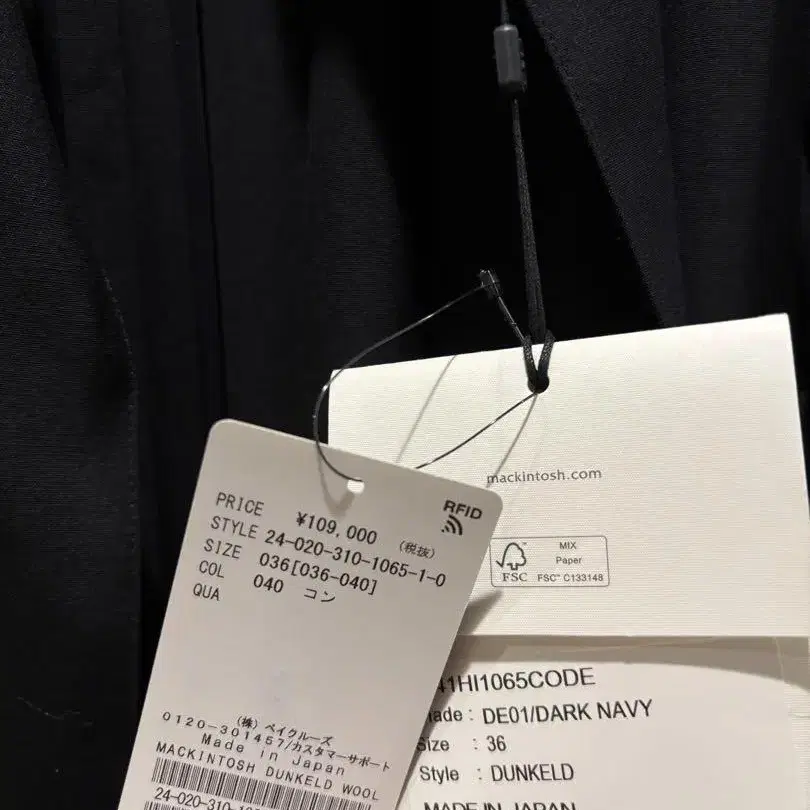 mackintosh.com
MIX
Paper
FSC
FSC™ C133148
RFID
PRICE ¥109,000 (税抜)
STYLE 24-020-310-1065-1-0
SIZE 036[036-040]
COL 040 コン
QUA
(株)ベイクルーズ
0120-301457/カスタマーサポート
Made in Japan
MACKINTOSH DUNKELD WOOL
41HI1065CODE
: DE01/DARK NAVY
Size : 36
Style : DUNKELD
MADE IN JAPAN